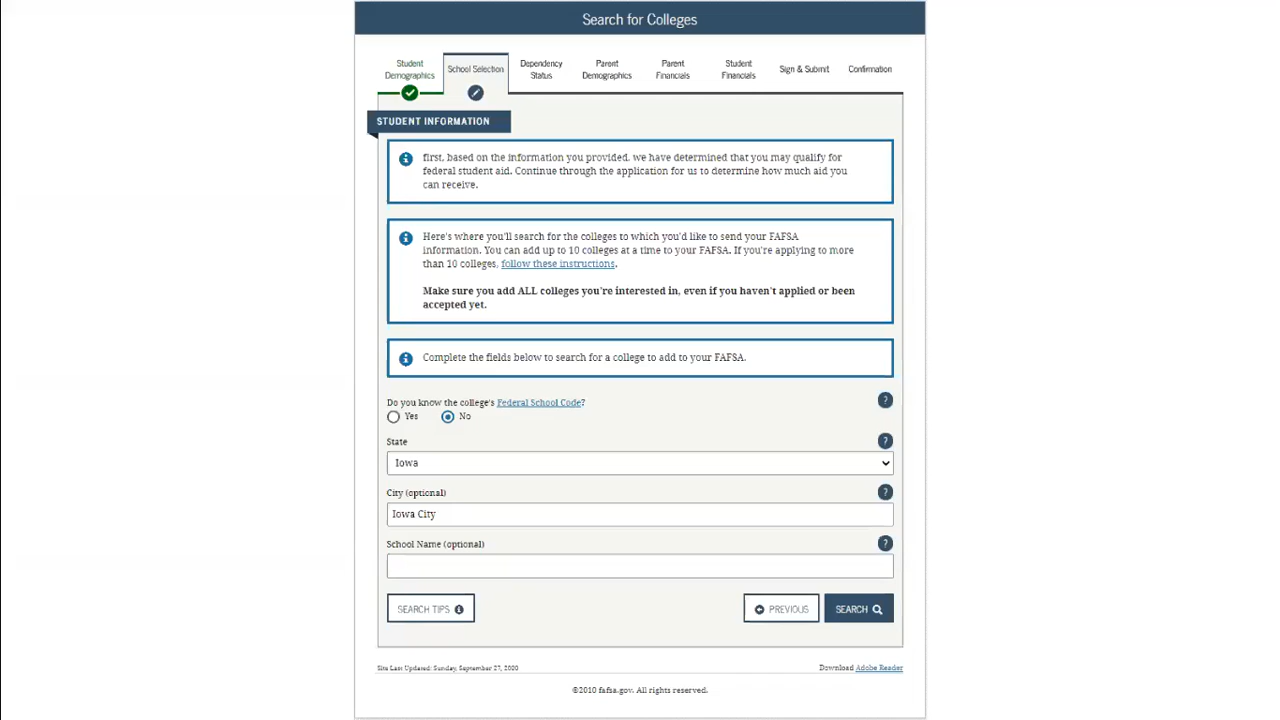 Search for Colleges
Student
Demographics
School Selection
Dependency
Status
Parent
Demographics
Parent
Financials
Student
Financials
Sign & Submit
Confirmation
STUDENT INFORMATION
first, based on the information you provided, we have determined that you may qualify for
federal student aid. Continue through the application for us to determine how much aid you
can receive.
Here's where you'll search for the colleges to which you'd like to send your FAFSA
information. You can add up to 10 colleges at a time to your FAFSA. If you're applying to more
than 10 colleges, follow these instructions.
Make sure you add ALL colleges you're interested in, even if you haven't applied or been
accepted yet.
Complete the fields below to search for a college to add to your FAFSA.
Do you know the college's Federal School Code?
Yes No
State
Iowa
City (optional)
Iowa City
School Name (optional)
SEARCH TIPS
PREVIOUS
SEARCH
Site Last Updated: Sunday, September 27, 2020
Download Adobe Reader
©2010 fafsa.gov. All rights reserved.